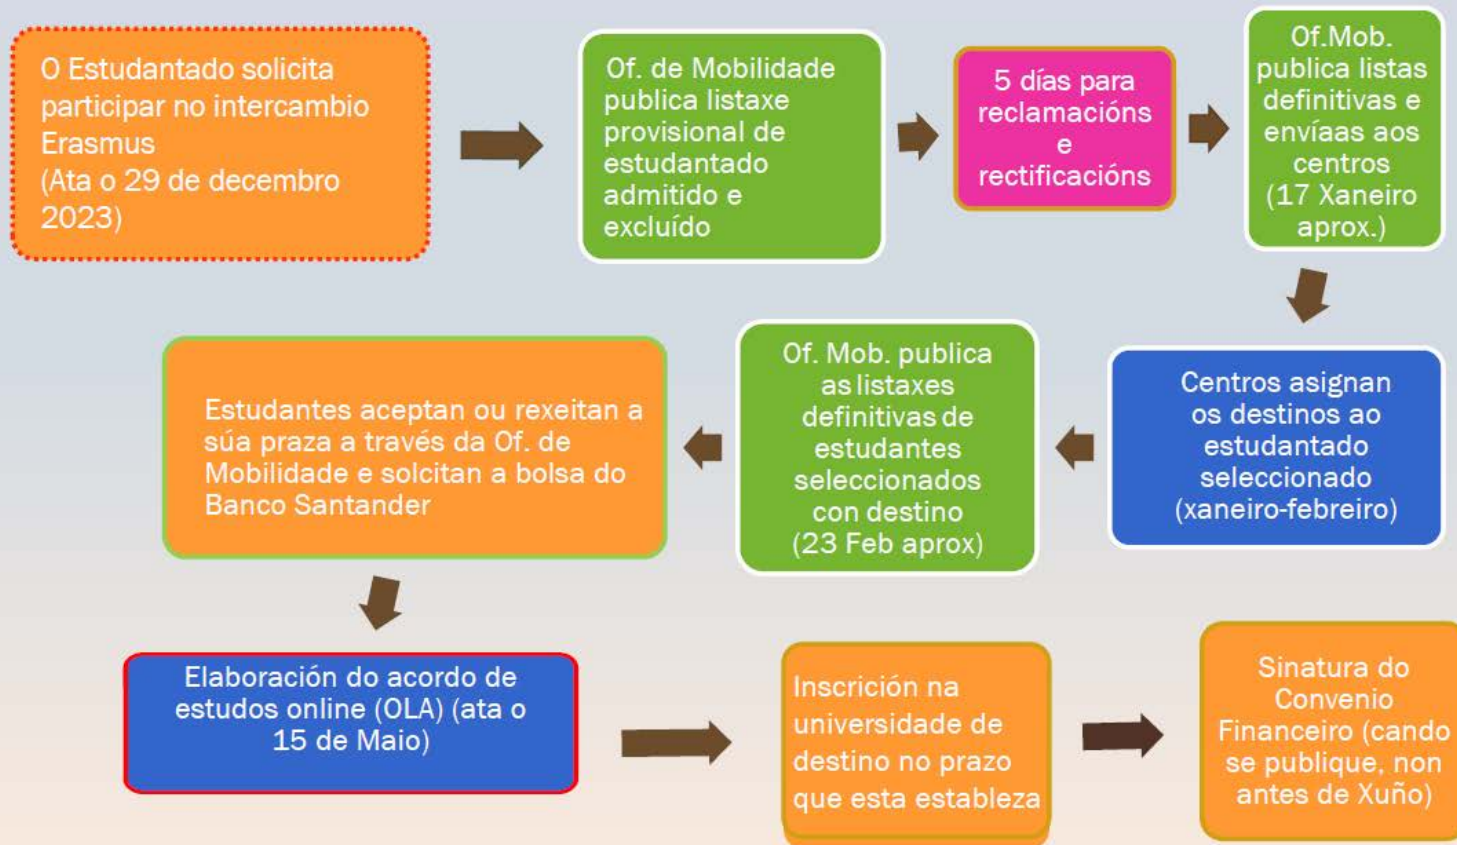 O Estudantado solicita
participar no intercambio
Erasmus
(Ata o 29 de decembro
2023)
Of. de Mobilidade
publica listaxe
provisional de
estudantado
admitido e
excluído
5 días para
reclamacións
e
rectificacións
Of.Mob.
publica listas
definitivas e
envíaas aos
centros
(17 Xaneiro
aprox.)
Centros asignan
os destinos ao
estudantado
seleccionado
(xaneiro-febreiro)
Of. Mob. publica
as listaxes
definitivas de
estudantes
seleccionados
con destino
(23 Feb aprox)
Estudantes aceptan ou rexeitan a
súa praza a través da Of. de
Mobilidade e solcitan a bolsa do
Banco Santander
Elaboración do acordo de
estudos online (OLA) (ata o
15 de Maio)
Inscrición na
universidade de
destino no prazo
que esta estableza
Sinatura do
Convenio
Financeiro (cando
se publique, non
antes de Xuño)